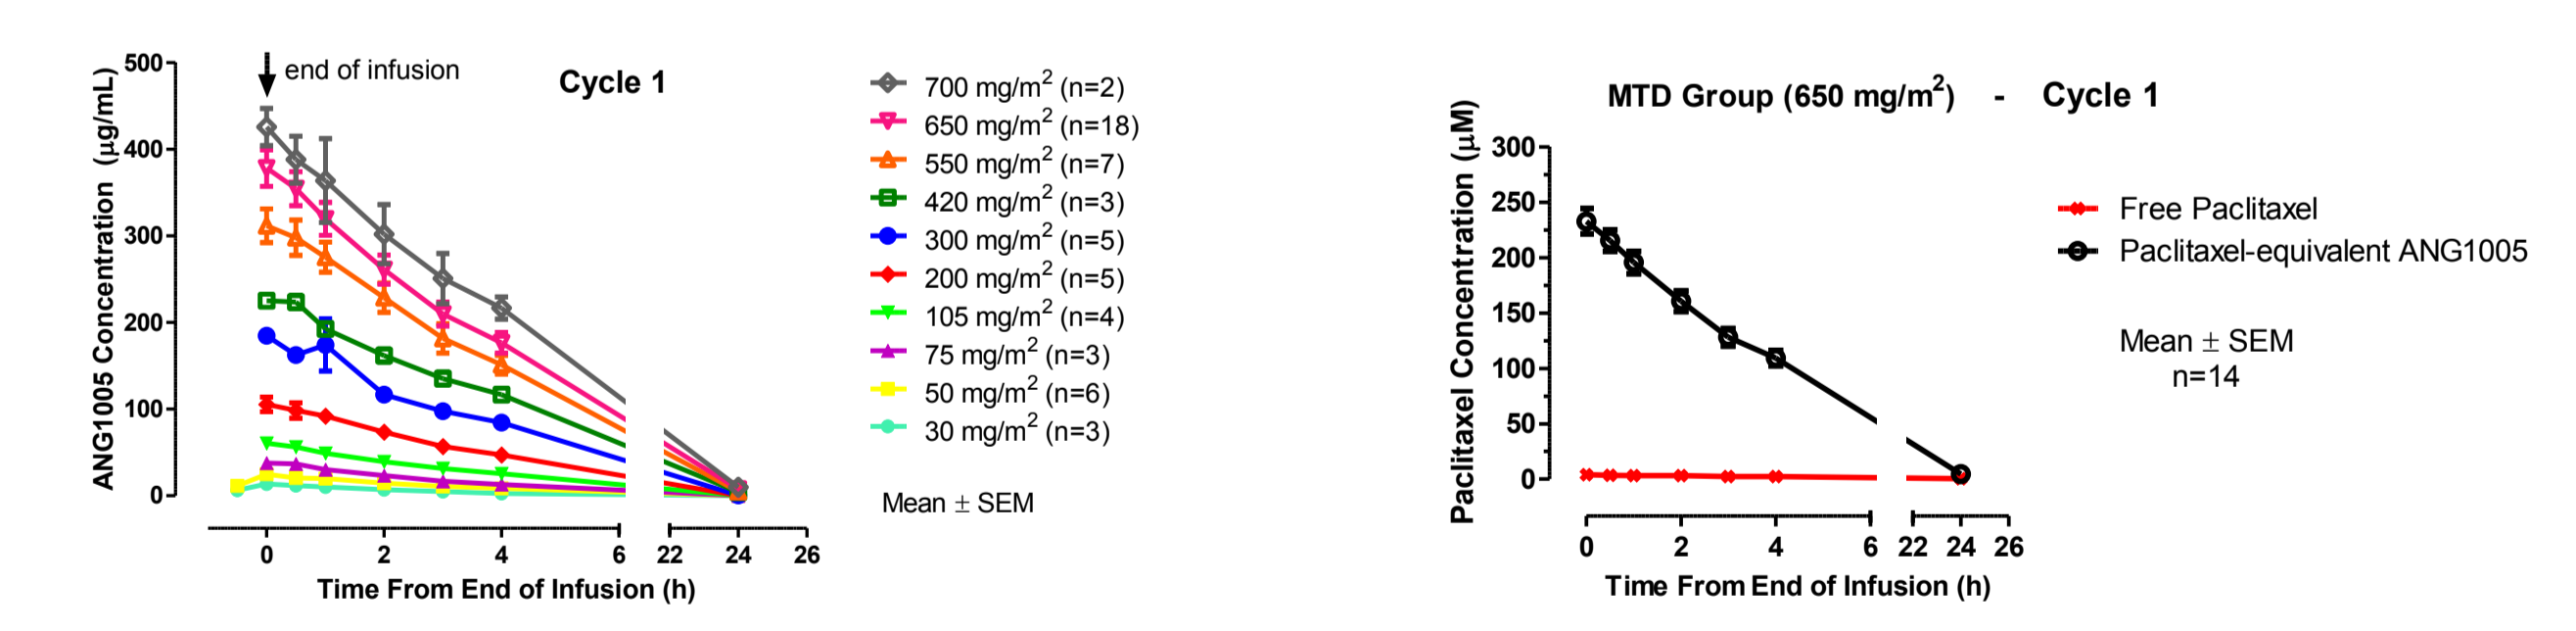 end of infusion
Cycle 1
ANG1005 Concentration (µg/mL)
500
400
300
200
100
0
0
2
4
6
22
24
26
Time From End of Infusion (h)
700 mg/m² (n=2)
650 mg/m² (n=18)
550 mg/m² (n=7)
420 mg/m² (n=3)
300 mg/m² (n=5)
200 mg/m² (n=5)
105 mg/m² (n=4)
75 mg/m² (n=3)
50 mg/m² (n=6)
30 mg/m² (n=3)
Mean ± SEM
MTD Group (650 mg/m²) - Cycle 1
Paclitaxel Concentration (µM)
300
250
200
150
100
50
0
0
2
4
6
22
24
26
Time From End of Infusion (h)
Free Paclitaxel
Paclitaxel-equivalent ANG1005
Mean ± SEM
n=14